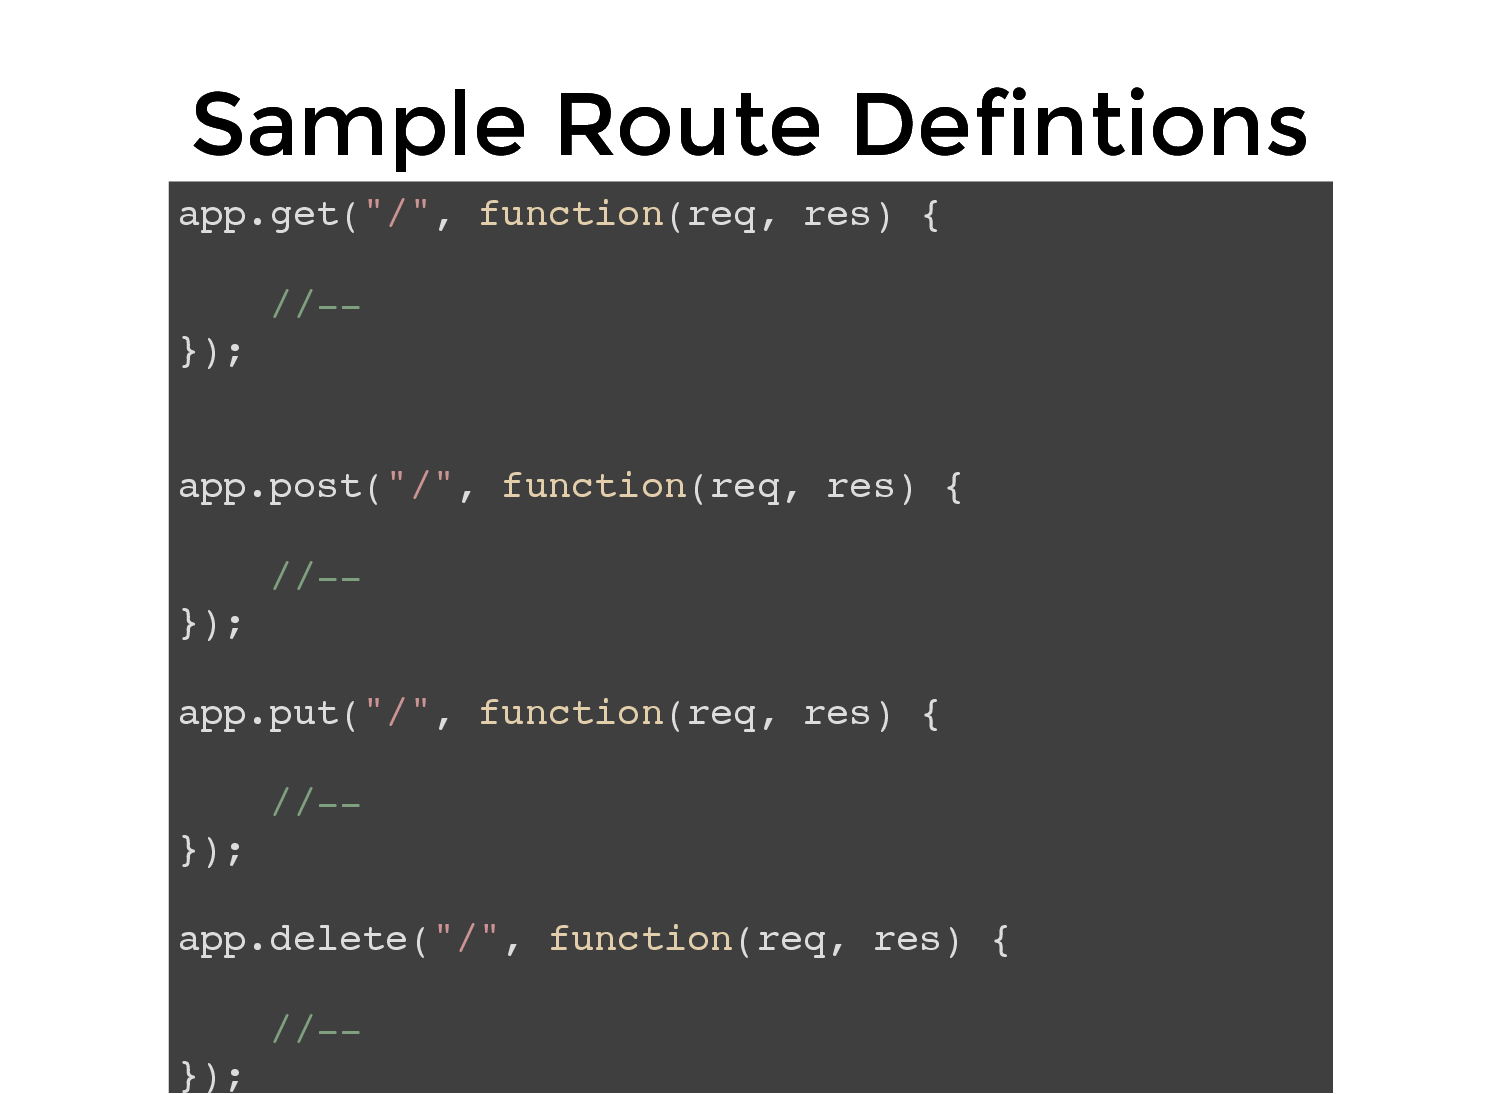 Sample Route Defintions
app.get("/", function(req, res) {
    //--
});
app.post("/", function(req, res) {
    //--
});
app.put("/", function(req, res) {
    //--
});
app.delete("/", function(req, res) {
    //--
});